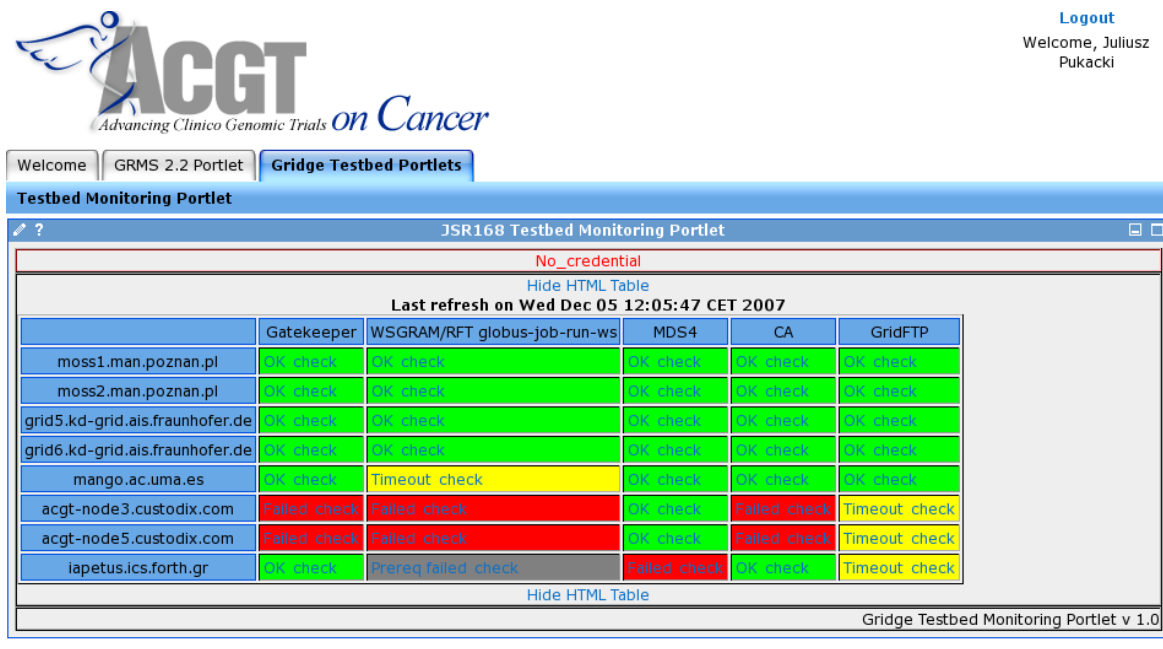 Logout
Welcome, Juliusz
Pukacki
ACGT
Advancing Clinico Genomic Trials on Cancer
Welcome GRMS 2.2 Portlet Gridge Testbed Portlets
Testbed Monitoring Portlet
? JSR168 Testbed Monitoring Portlet
No_credential
Hide HTML Table
Last refresh on Wed Dec 05 12:05:47 CET 2007
Gatekeeper WSGRAM/RFT globus-job-run-ws MDS4 CA GridFTP
moss1.man.poznan.pl OK check OK check OK check OK check OK check
moss2.man.poznan.pl OK check OK check OK check OK check OK check
grid5.kd-grid.ais.fraunhofer.de OK check OK check OK check OK check OK check
grid6.kd-grid.ais.fraunhofer.de OK check OK check OK check OK check OK check
mango.ac.uma.es OK check Timeout check OK check OK check OK check
acgt-node3.custodix.com Failed check Failed check OK check Failed check Timeout check
acgt-node5.custodix.com Failed check Failed check OK check Failed check Timeout check
iapetus.ics.forth.gr OK check Prereq failed check Failed check OK check Timeout check
Hide HTML Table
Gridge Testbed Monitoring Portlet v 1.0